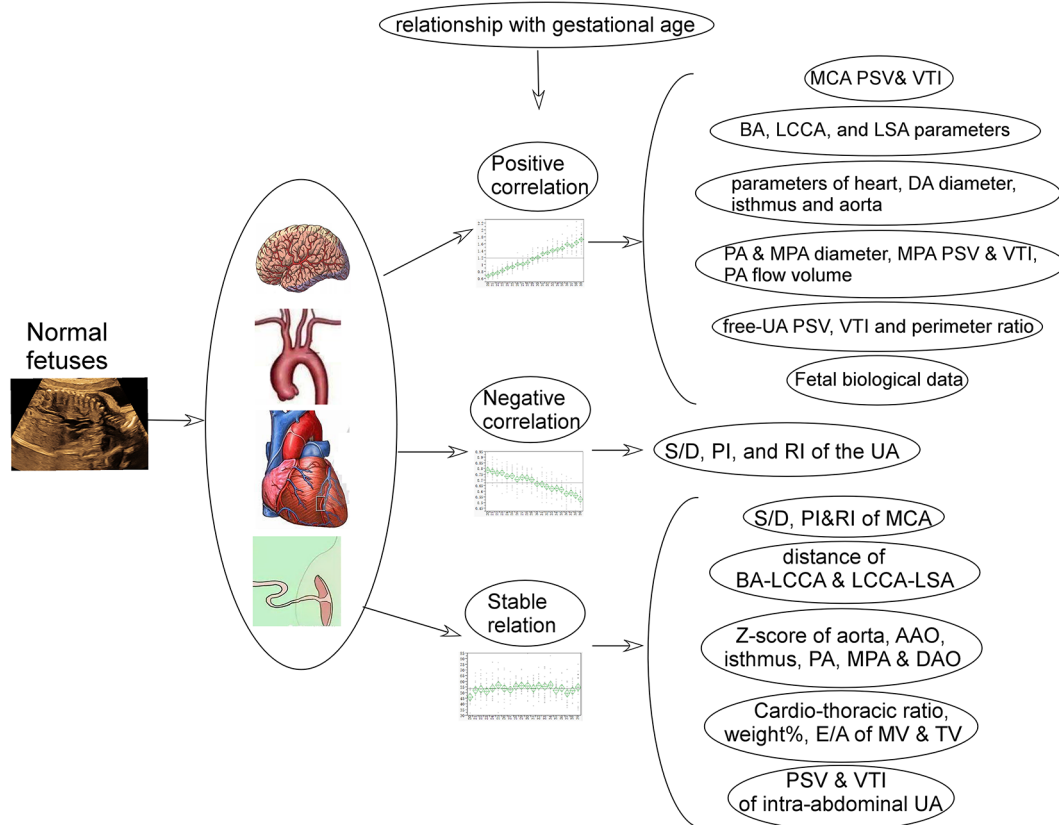 relationship with gestational age
MCA PSV& VTI
BA, LCCA, and LSA parameters
Positive
correlation
parameters of heart, DA diameter,
isthmus and aorta
PA & MPA diameter, MPA PSV & VTI,
PA flow volume
free-UA PSV, VTI and perimeter ratio
Fetal biological data
Normal
fetuses
Negative
correlation
S/D, PI, and RI of the UA
S/D, PI&RI of MCA
distance of
BA-LCCA & LCCA-LSA
Stable
relation
Z-score of aorta, AAO,
isthmus, PA, MPA & DAO
Cardio-thoracic ratio,
weight%, E/A of MV & TV
PSV & VTI
of intra-abdominal UA